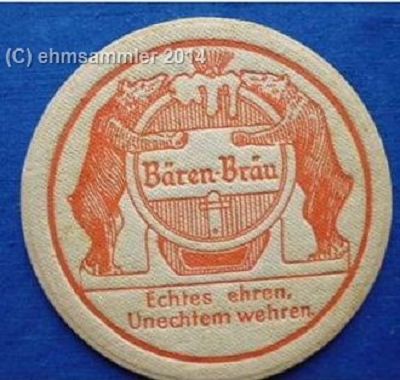 (C) ehmsammler 2014
Bären-Bräu
Echtes ehren,
Unechtem wehren.